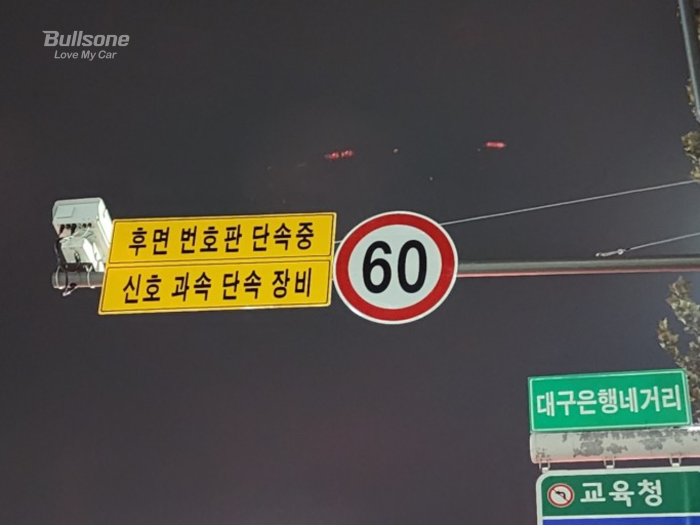 Bullsone
Love My Car
후면 번호판 단속중
신호 과속 단속 장비
60
대구은행네거리
교육청